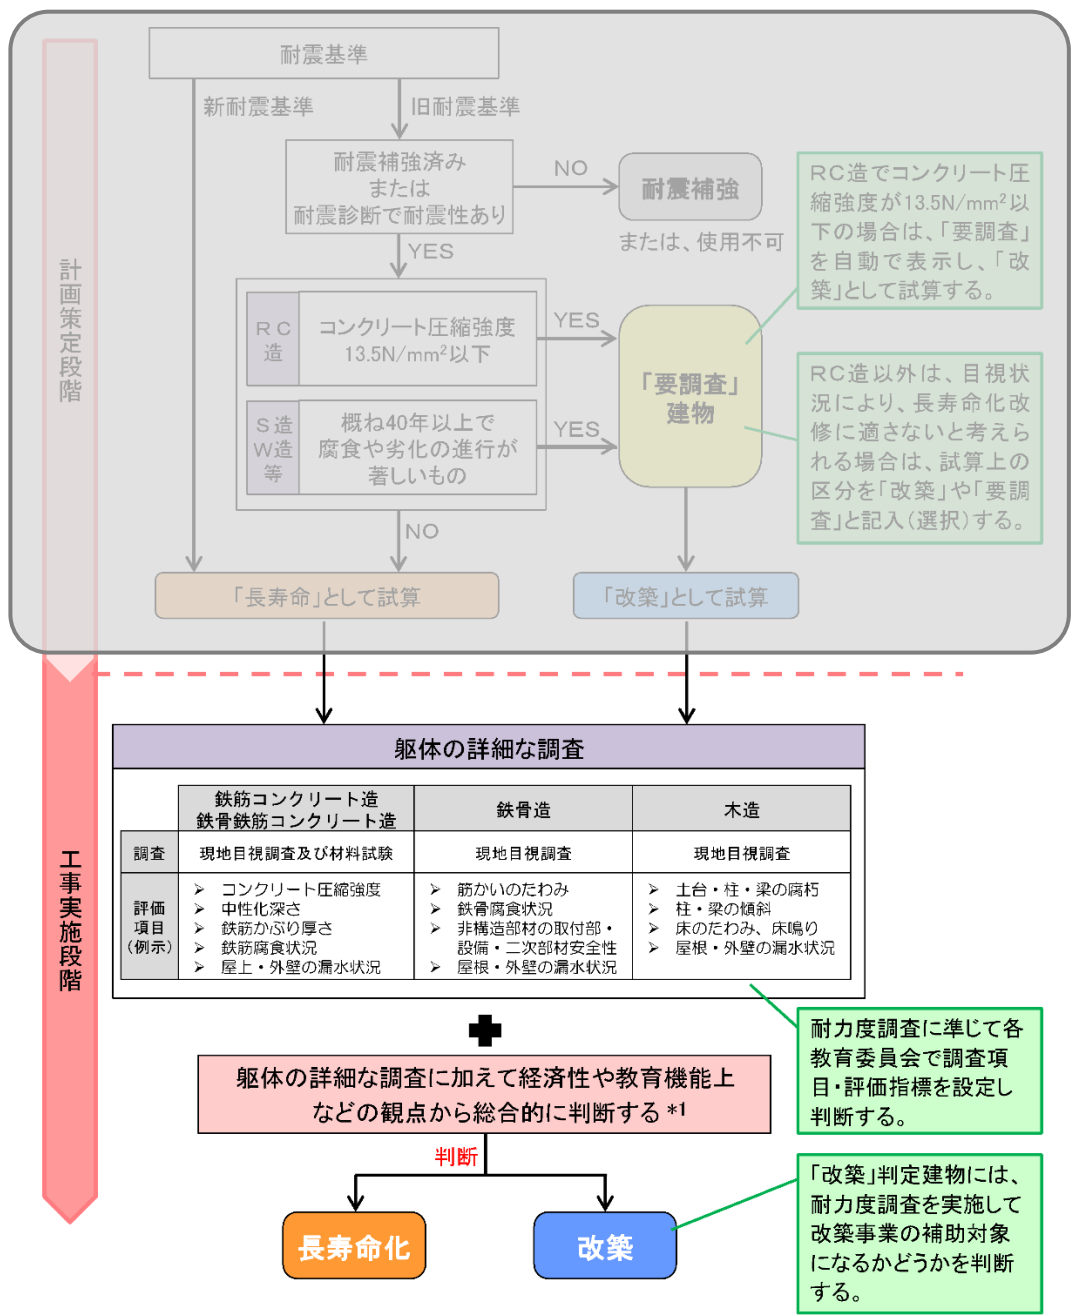 計画策定段階
耐震基準
新耐震基準
旧耐震基準
耐震補強済み
または
耐震診断で耐震性あり
NO
耐震補強
または、使用不可
YES
ＲＣ
造
コンクリート圧縮強度
13.5N/mm²以下
YES
Ｓ造
Ｗ造
等
概ね40年以上で
腐食や劣化の進行が
著しいもの
YES
「要調査」
建物
NO
「長寿命」として試算
「改築」として試算
ＲＣ造でコンクリート圧
縮強度が13.5N/mm²以
下の場合は、「要調査」
を自動で表示し、「改
築」として試算する。
ＲＣ造以外は、目視状
況により、長寿命化改
修に適さないと考えら
れる場合は、試算上の
区分を「改築」や「要調
査」と記入（選択）する。
工事実施段階
躯体の詳細な調査
鉄筋コンクリート造
鉄骨鉄筋コンクリート造
鉄骨造
木造
調査
現地目視調査及び材料試験
現地目視調査
現地目視調査
評価
項目
（例示）
➢ コンクリート圧縮強度
➢ 中性化深さ
➢ 鉄筋かぶり厚さ
➢ 鉄筋腐食状況
➢ 屋上・外壁の漏水状況
➢ 筋かいのたわみ
➢ 鉄骨腐食状況
➢ 非構造部材の取付部・
設備・二次部材安全性
➢ 屋根・外壁の漏水状況
➢ 土台・柱・梁の腐朽
➢ 柱・梁の傾斜
➢ 床のたわみ、床鳴り
➢ 屋根・外壁の漏水状況
耐力度調査に準じて各
教育委員会で調査項
目・評価指標を設定し
判断する。
躯体の詳細な調査に加えて経済性や教育機能上
などの観点から総合的に判断する *1
判断
長寿命化
改築
「改築」判定建物には、
耐力度調査を実施して
改築事業の補助対象
になるかどうかを判断
する。